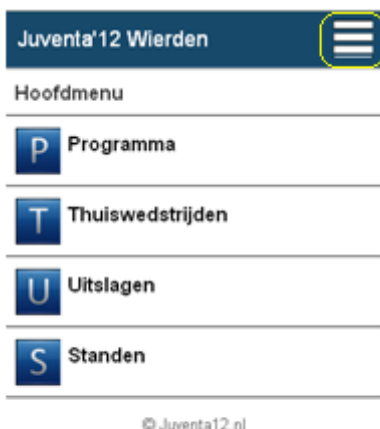 Juventa'12 Wierden
Hoofdmenu
P Programma
T Thuiswedstrijden
U Uitslagen
S Standen
© Juventa12.nl